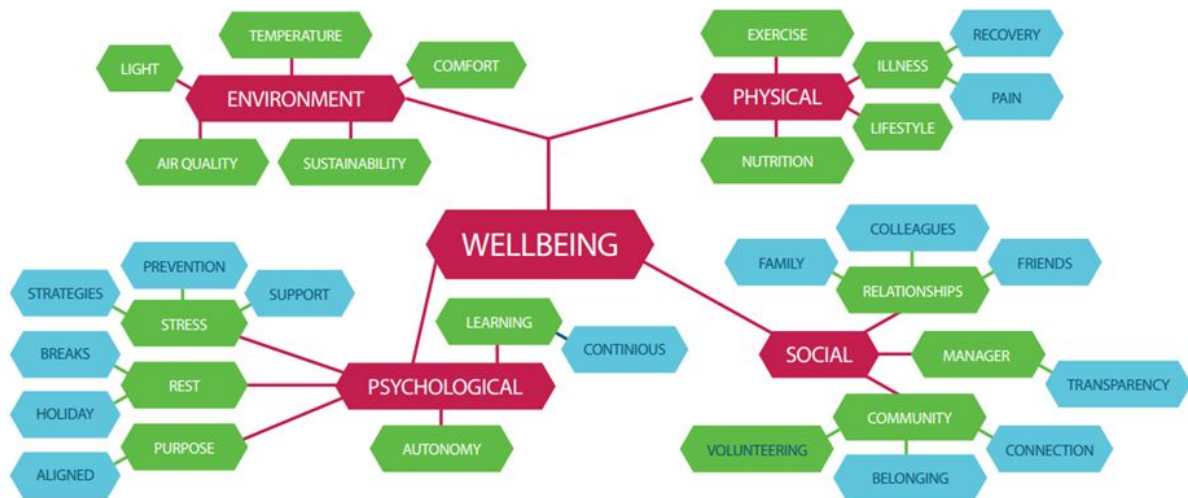 TEMPERATURE
LIGHT
COMFORT
ENVIRONMENT
AIR QUALITY
SUSTAINABILITY
EXERCISE
RECOVERY
ILLNESS
PHYSICAL
PAIN
LIFESTYLE
NUTRITION
WELLBEING
COLLEAGUES
FAMILY
FRIENDS
RELATIONSHIPS
SOCIAL
MANAGER
TRANSPARENCY
COMMUNITY
VOLUNTEERING
CONNECTION
BELONGING
PREVENTION
STRATEGIES
SUPPORT
STRESS
LEARNING
CONTINIOUS
BREAKS
REST
PSYCHOLOGICAL
HOLIDAY
PURPOSE
AUTONOMY
ALIGNED